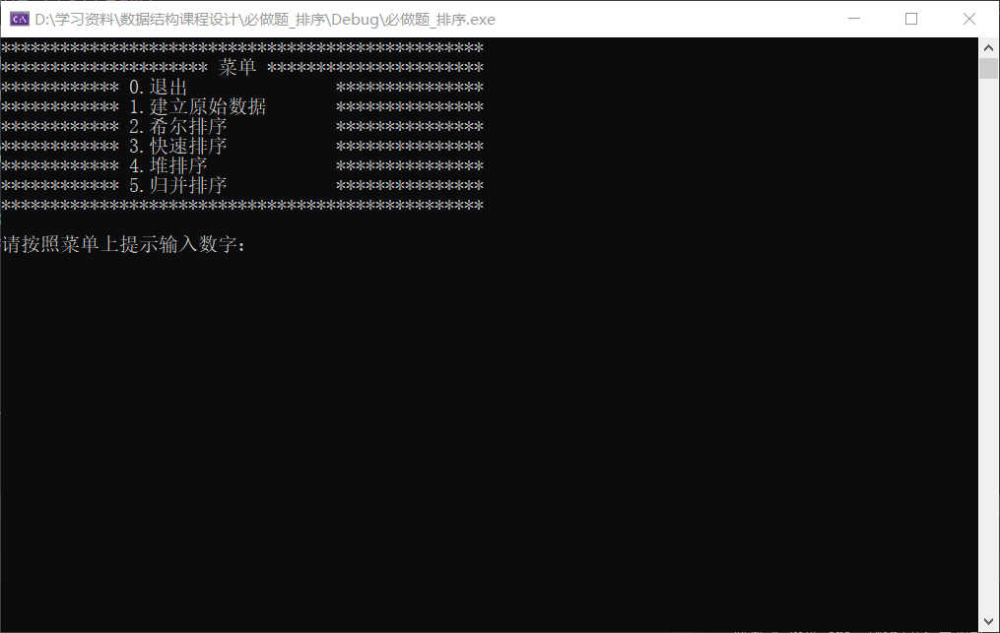 D:\学习资料\数据结构课程设计\必做题_排序\Debug\必做题_排序.exe
*************************************************
********************* 菜单 **********************
************ 0.退出               ***************
************ 1.建立原始数据       ***************
************ 2.希尔排序           ***************
************ 3.快速排序           ***************
************ 4.堆排序             ***************
************ 5.归并排序           ***************
*************************************************
请按照菜单上提示输入数字: